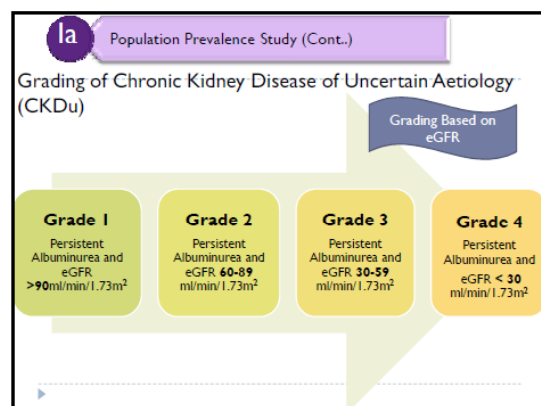 Ia
Population Prevalence Study (Cont..)
Grading of Chronic Kidney Disease of Uncertain Aetiology
(CKDu)
Grading Based on
eGFR
Grade 1
Persistent
Albuminurea and
eGFR
>90ml/min/1.73m²
Grade 2
Persistent
Albuminurea and
eGFR 60-89
ml/min/1.73m²
Grade 3
Persistent
Albuminurea and
eGFR 30-59
ml/min/1.73m²
Grade 4
Persistent
Albuminurea and
eGFR < 30
ml/min/1.73m²